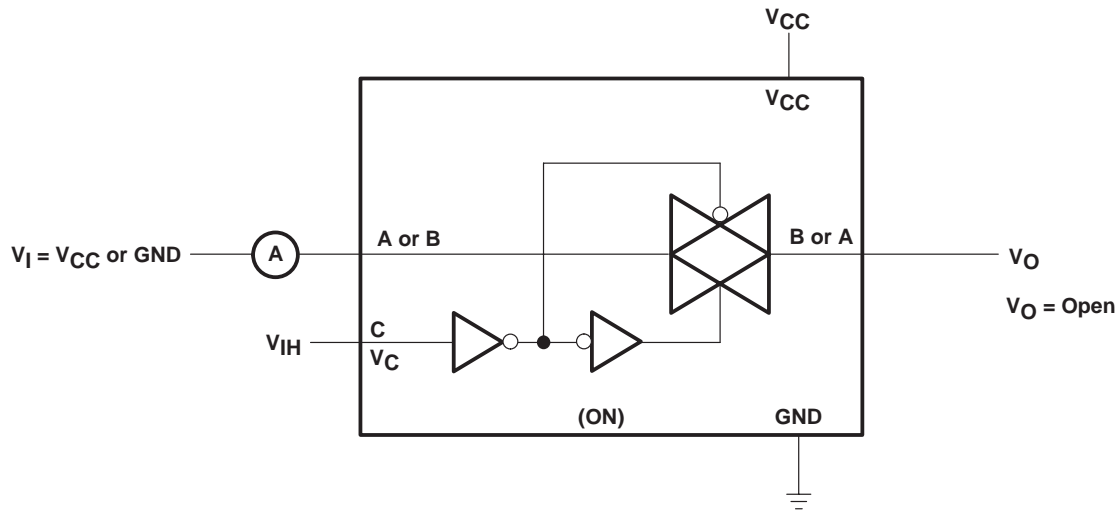 VCC
VCC
VI = VCC or GND
A
A or B
B or A
VO
VO = Open
VIH
C
VC
(ON)
GND